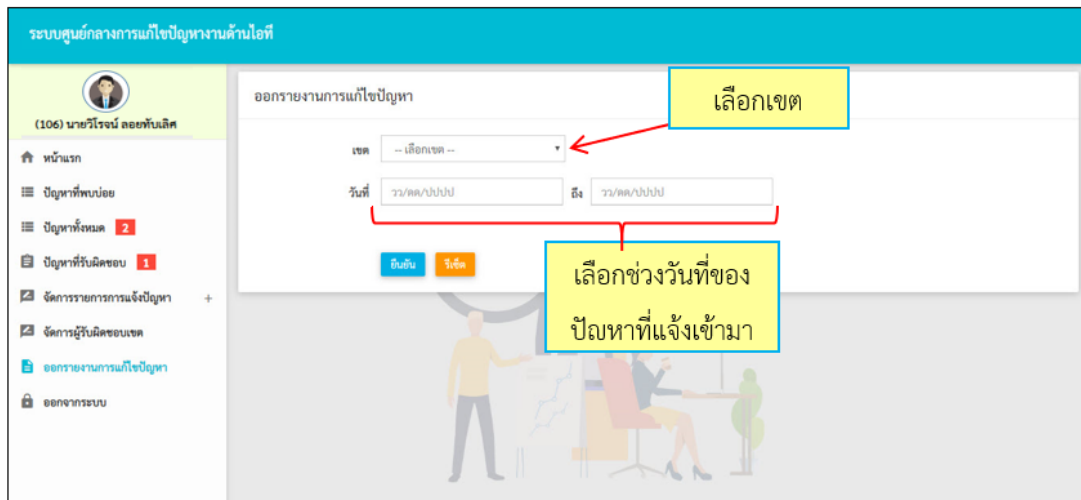 ระบบศูนย์กลางการแก้ไขปัญหางานด้านไอที
(106) นายวิโรจน์ ลอยทับเลิศ
หน้าแรก
ปัญหาที่พบบ่อย
ปัญหาทั้งหมด 2
ปัญหาที่รับผิดชอบ 1
จัดการรายการการแจ้งปัญหา +
จัดการผู้รับผิดชอบเขต
ออกรายงานการแก้ไขปัญหา
ออกจากระบบ
ออกรายงานการแก้ไขปัญหา
เลือกเขต
เขต -- เลือกเขต --
วันที่ วว/ดด/ปปปป ถึง วว/ดด/ปปปป
ยืนยัน รีเซ็ต
เลือกช่วงวันที่ของ
ปัญหาที่แจ้งเข้ามา